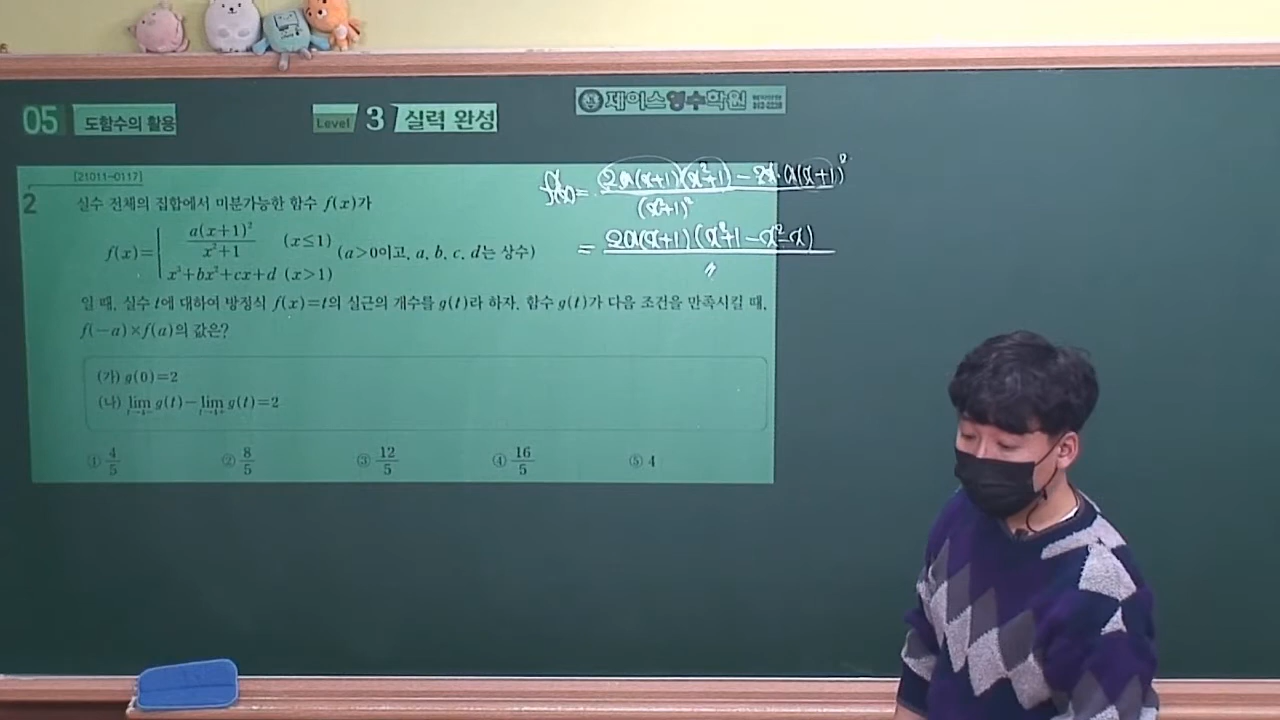 05 도함수의 활용
Level 3 실력 완성
제이스영수학원
[21011-0117]
2 실수 전체의 집합에서 미분가능한 함수 f(x)가
f(x)={ a(x+1)²/(x²+1) (x≤1)
x³+bx²+cx+d (x>1) (a>0이고, a, b, c, d는 상수)
일 때, 실수 t에 대하여 방정식 f(x)=t의 실근의 개수를 g(t)라 하자. 함수 g(t)가 다음 조건을 만족시킬 때,
f(-a)×f(a)의 값은?
(가) g(0)=2
(나) lim g(t)- lim g(t)=2
① 4/5 ② 8/5 ③ 12/5 ④ 16/5 ⑤ 4
f'(x)= 2a(x+1)(x²+1)-2x·a(x+1)² / (x²+1)²
= 2a(x+1)(x²+1-x²-x) / 〃